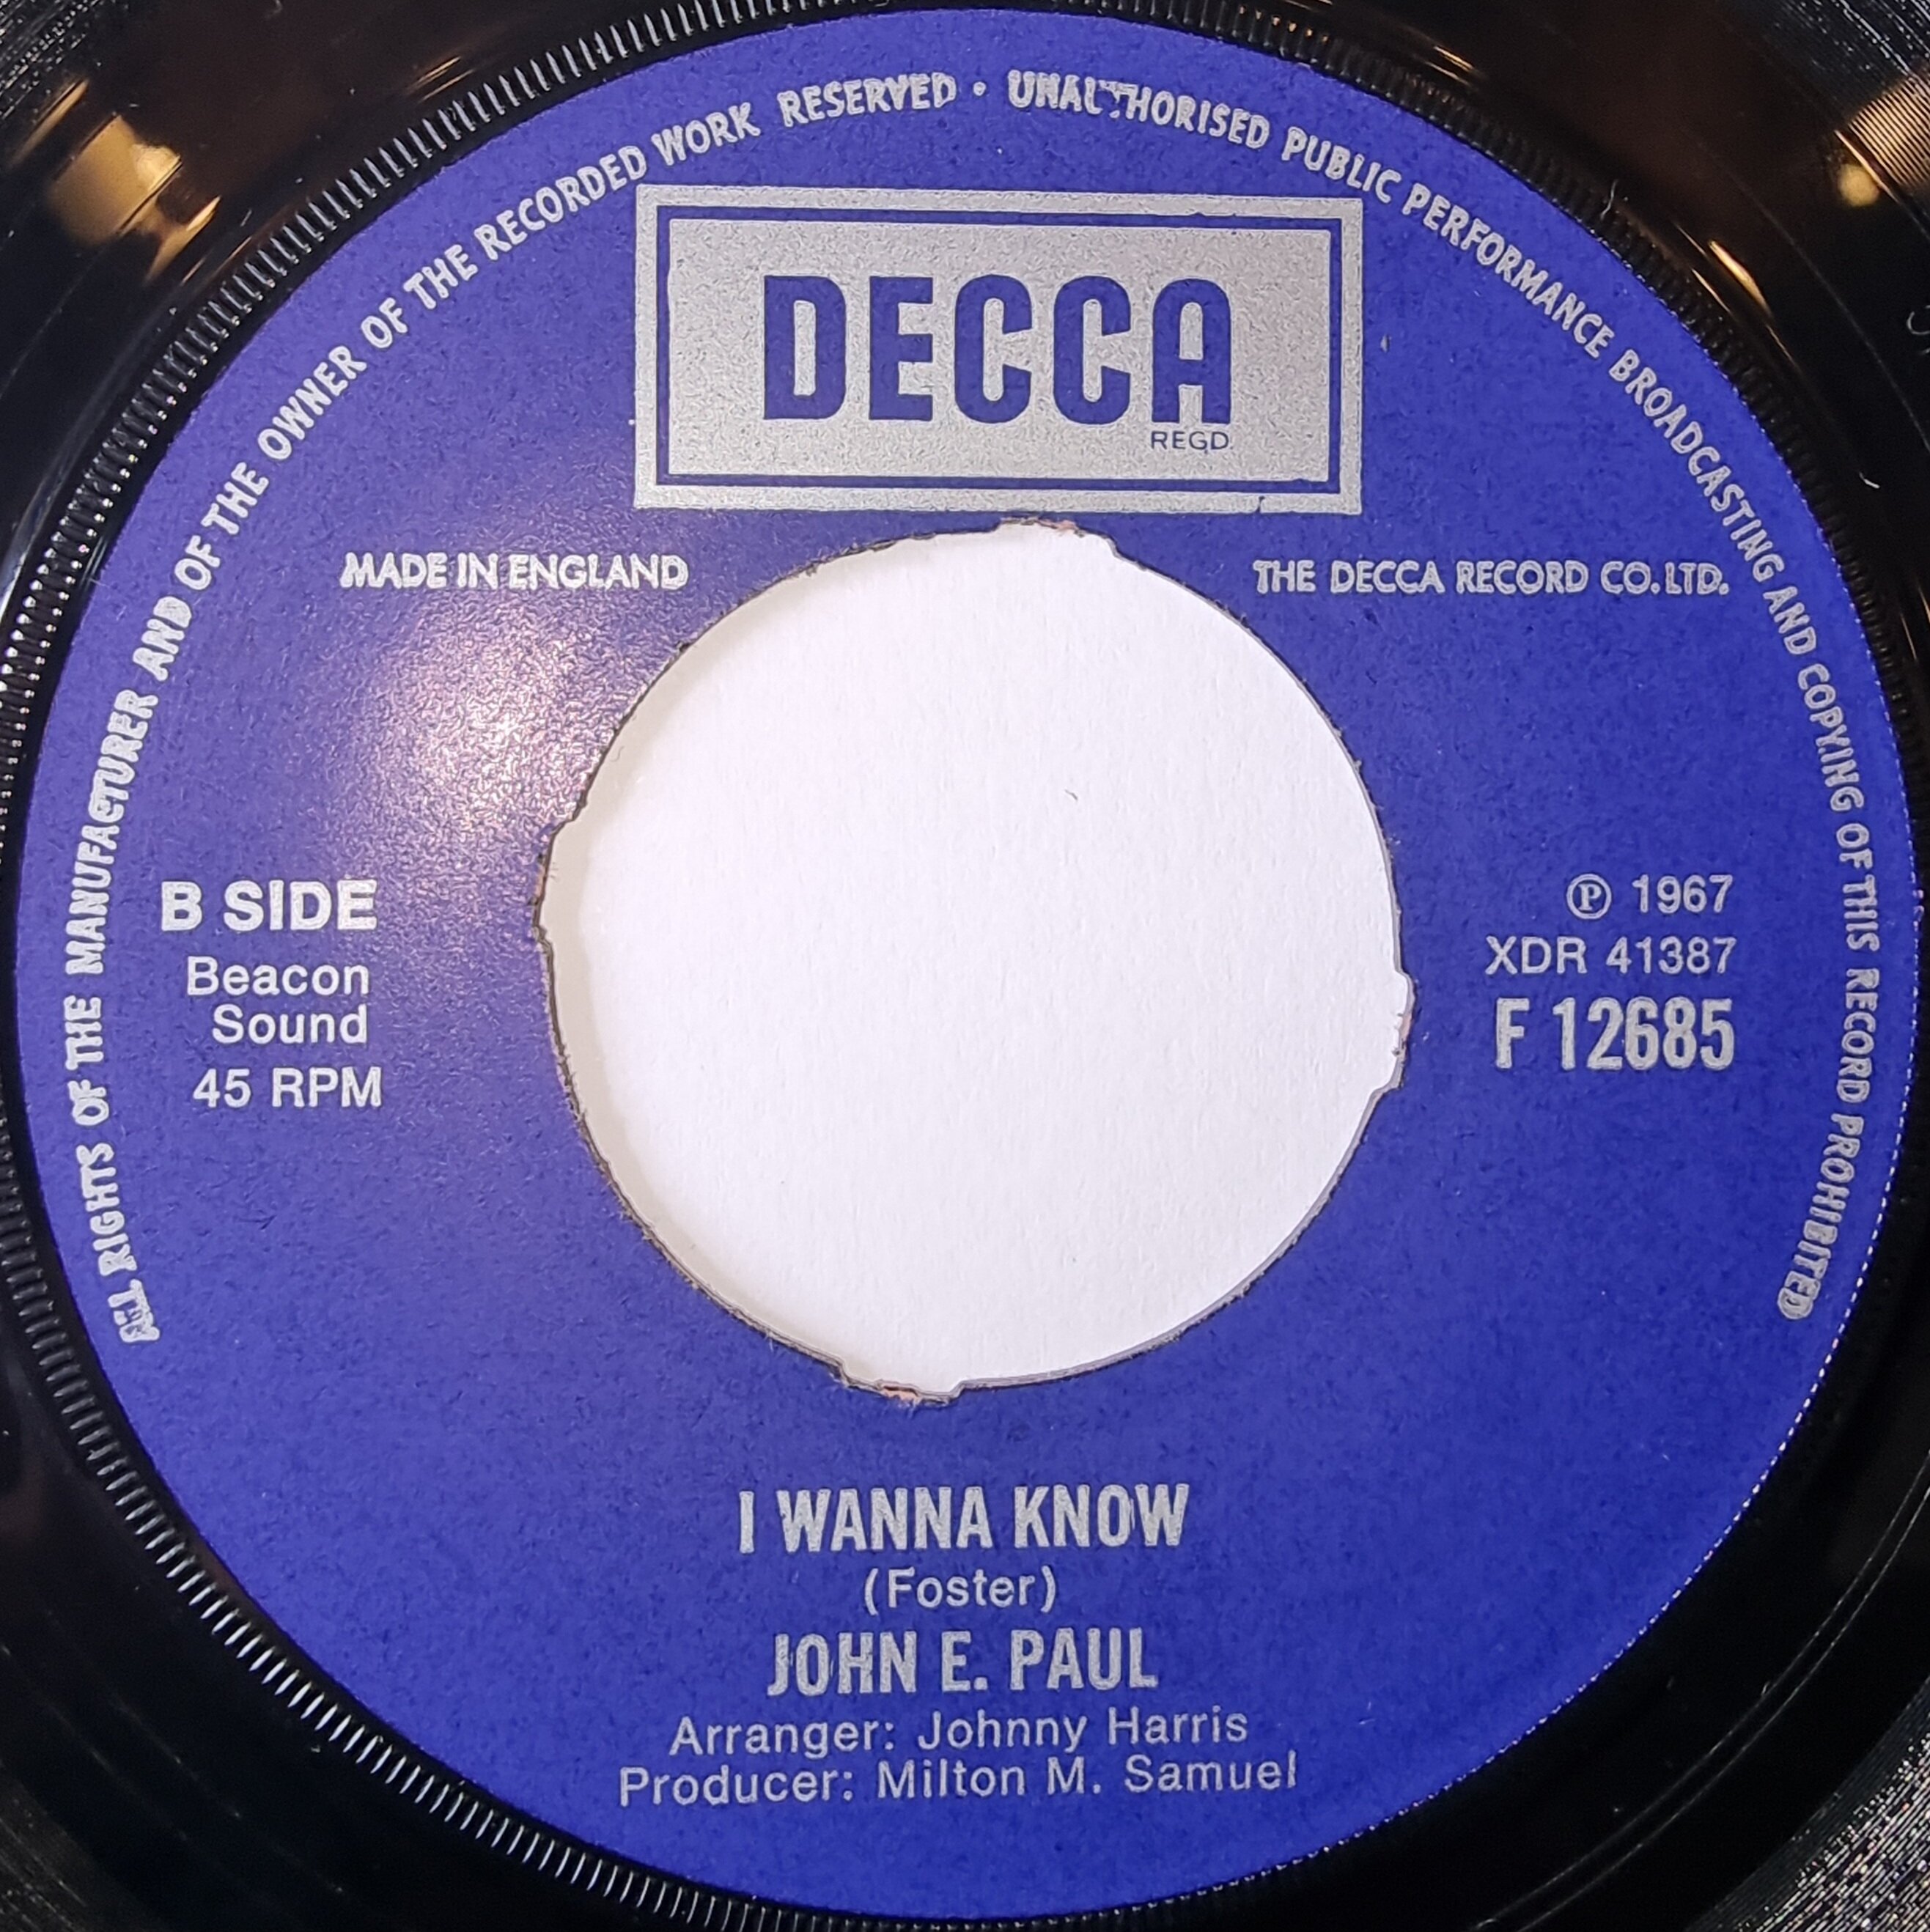 ALL RIGHTS OF THE MANUFACTURER AND OF THE OWNER OF THE RECORDED WORK RESERVED · UNAUTHORISED PUBLIC PERFORMANCE BROADCASTING AND COPYING OF THIS RECORD PROHIBITED
DECCA
REGD.
MADE IN ENGLAND
THE DECCA RECORD CO. LTD.
B SIDE
Beacon
Sound
45 RPM
℗ 1967
XDR 41387
F 12685
I WANNA KNOW
(Foster)
JOHN E. PAUL
Arranger: Johnny Harris
Producer: Milton M. Samuel